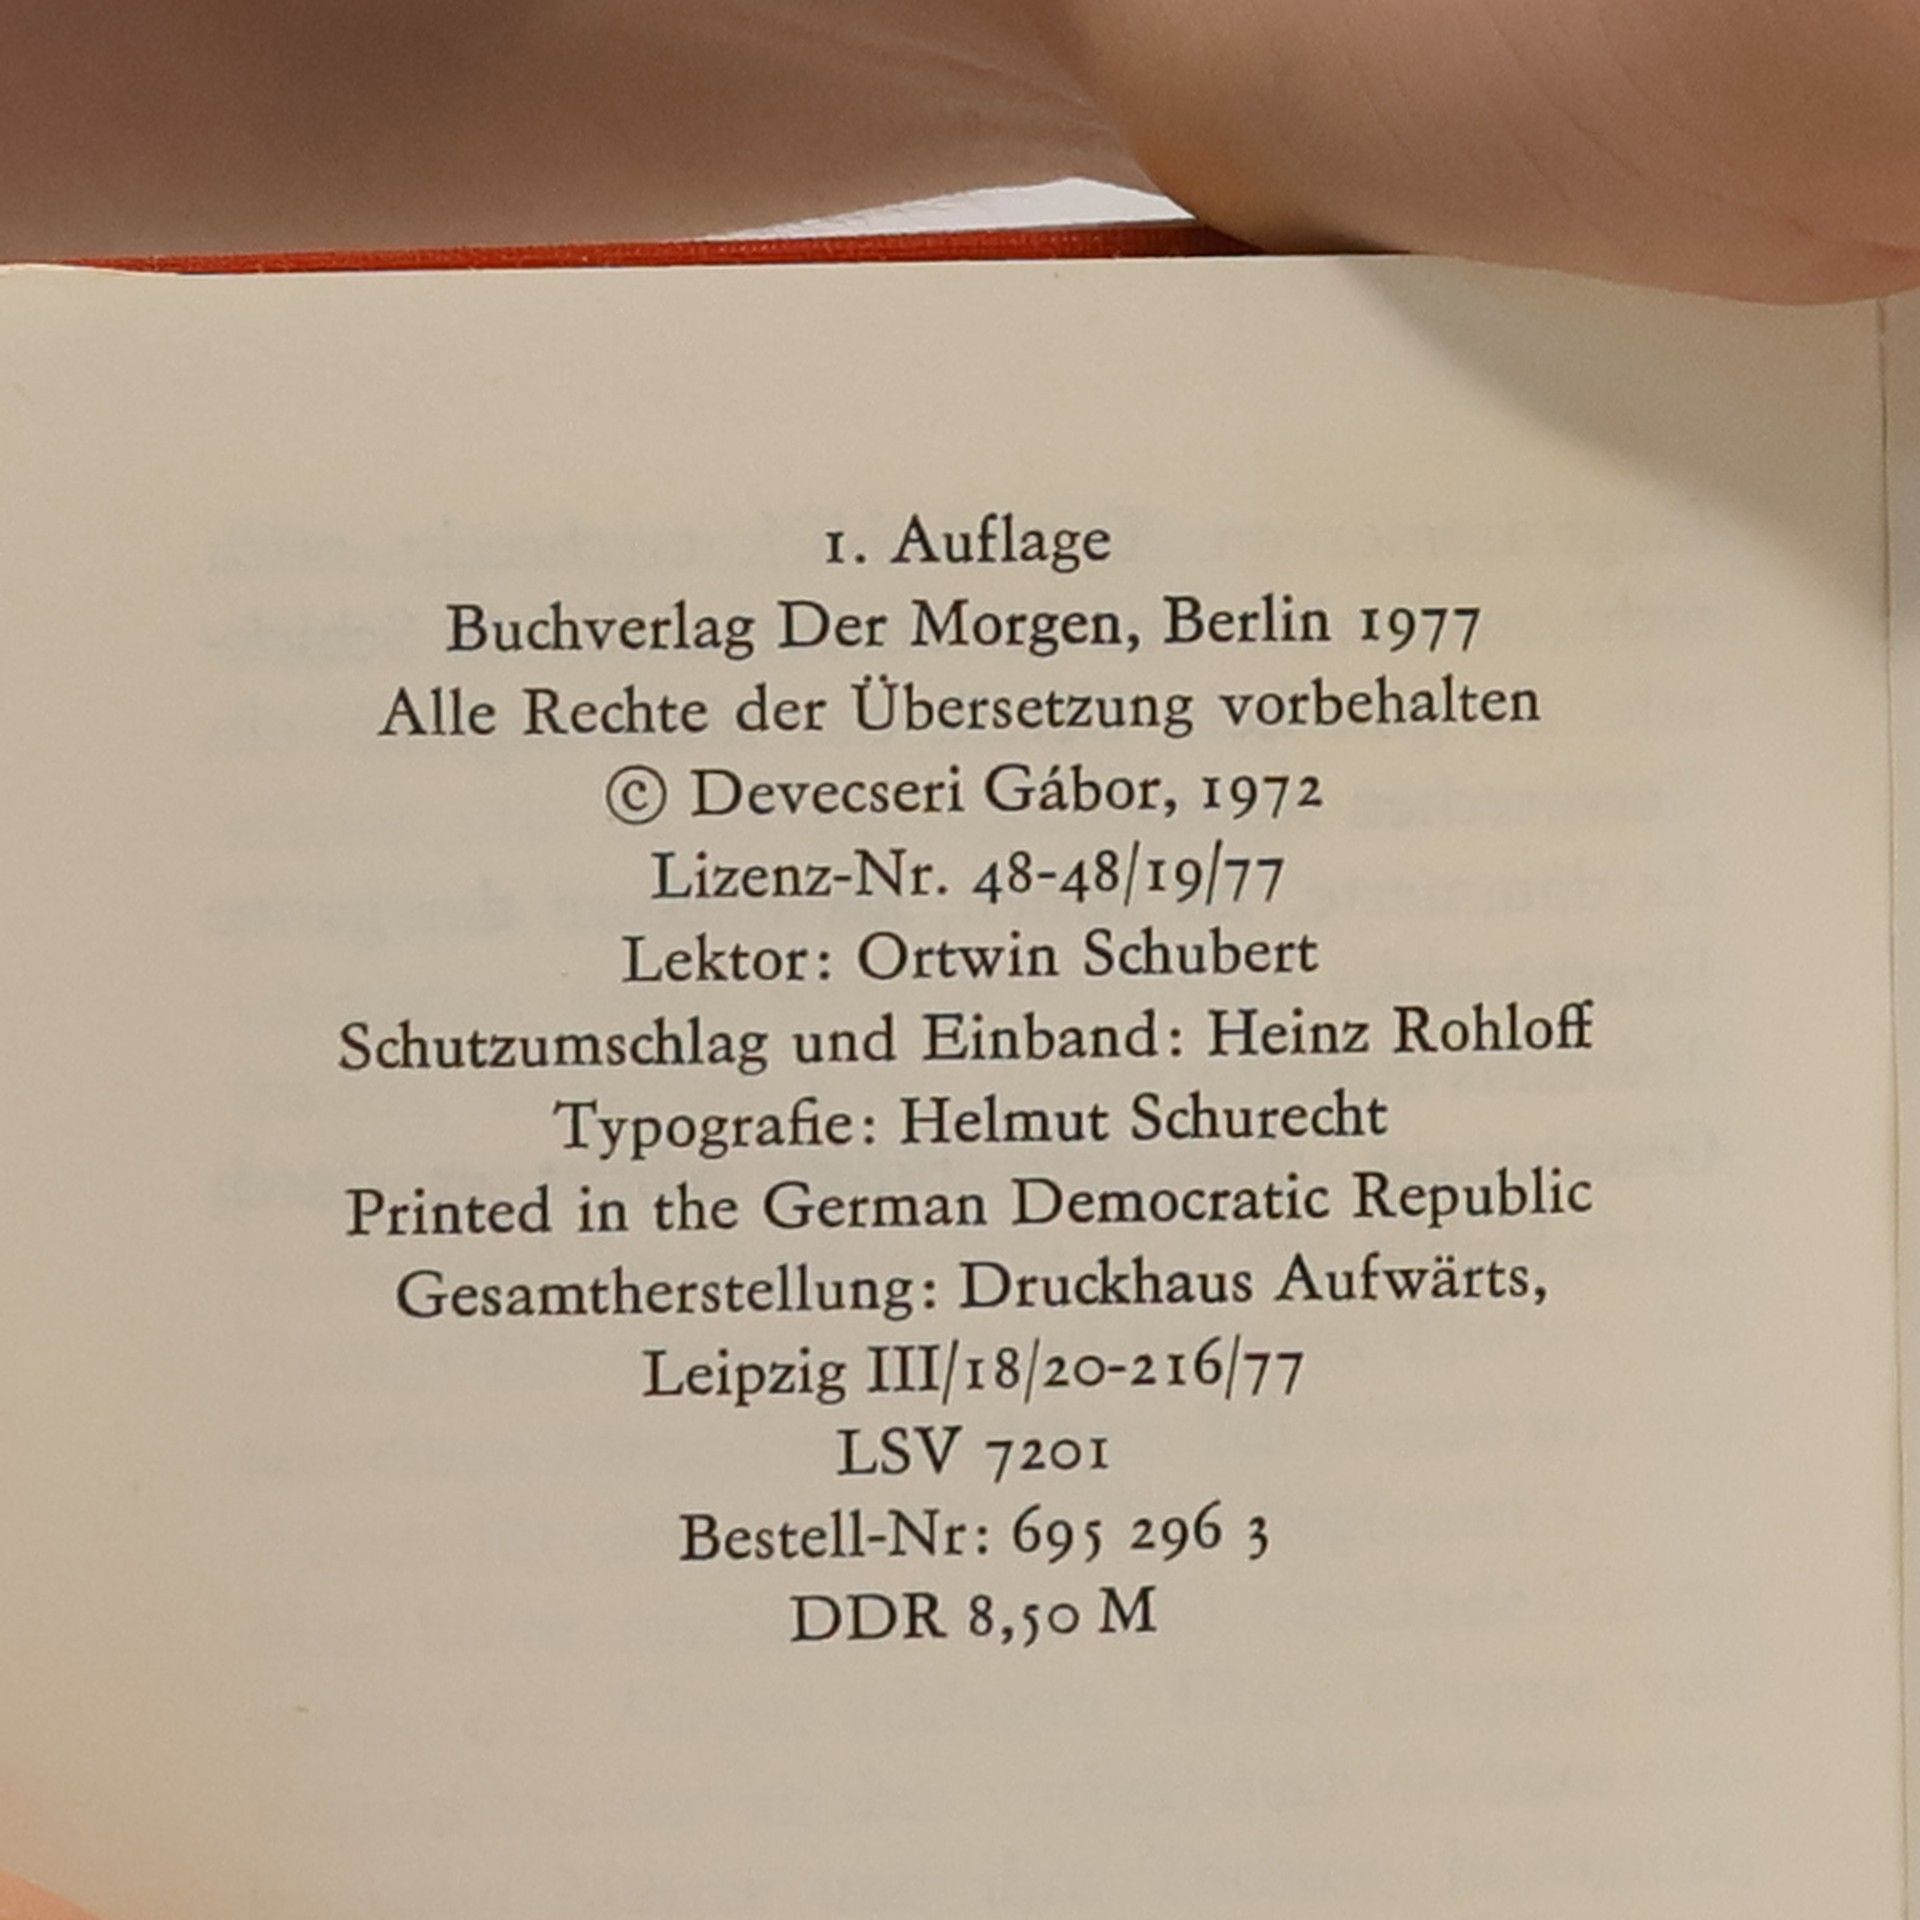 1. Auflage
Buchverlag Der Morgen, Berlin 1977
Alle Rechte der Übersetzung vorbehalten
© Devecseri Gábor, 1972
Lizenz-Nr. 48-48/19/77
Lektor: Ortwin Schubert
Schutzumschlag und Einband: Heinz Rohloff
Typografie: Helmut Schurecht
Printed in the German Democratic Republic
Gesamtherstellung: Druckhaus Aufwärts,
Leipzig III/18/20-216/77
LSV 7201
Bestell-Nr: 695 296 3
DDR 8,50 M